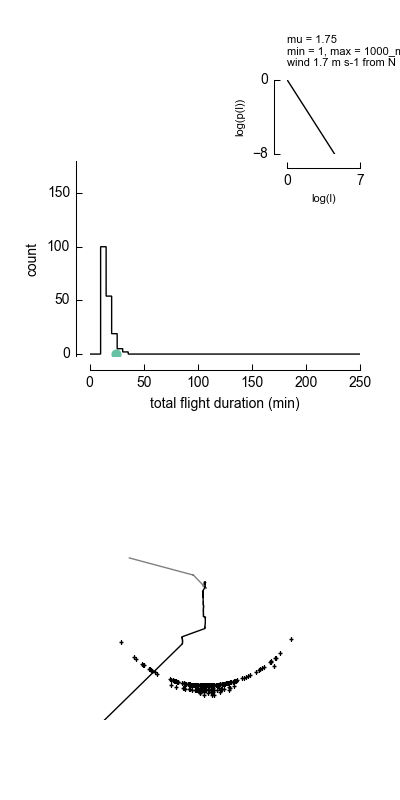 mu = 1.75
min = 1, max = 1000_m
wind 1.7 m s-1 from N
0
log(p(l))
−8
0
7
log(l)
150
100
count
50
0
0
50
100
150
200
250
total flight duration (min)